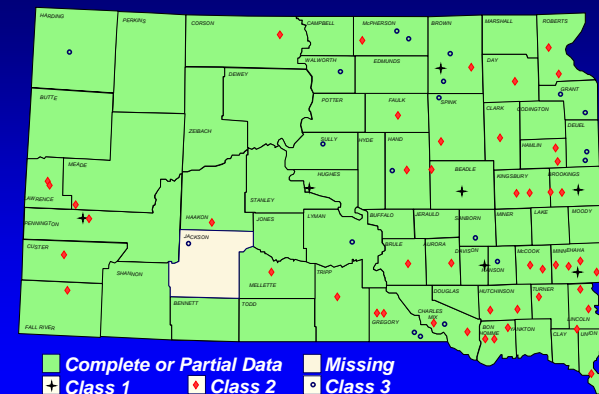 HARDING
PERKINS
CORSON
CAMPBELL
McPHERSON
BROWN
MARSHALL
ROBERTS
WALWORTH
EDMUNDS
DAY
DEWEY
GRANT
BUTTE
POTTER
FAULK
SPINK
CLARK
CODINGTON
DEUEL
ZEIBACH
SULLY
HYDE
HAND
HAMLIN
MEADE
HUGHES
BEADLE
KINGSBURY
BROOKINGS
LAWRENCE
STANLEY
HAAKON
JONES
LYMAN
BUFFALO
JERAULD
SANBORN
MINER
LAKE
MOODY
PENNINGTON
JACKSON
CUSTER
BRULE
AURORA
DAVISON
HANSON
McCOOK
MINNEHAHA
SHANNON
MELLETTE
TRIPP
DOUGLAS
HUTCHINSON
TURNER
BENNETT
TODD
GREGORY
CHARLES
MIX
LINCOLN
FALL RIVER
BON
HOMME
YANKTON
CLAY
UNION
Complete or Partial Data
Missing
Class 1
Class 2
Class 3